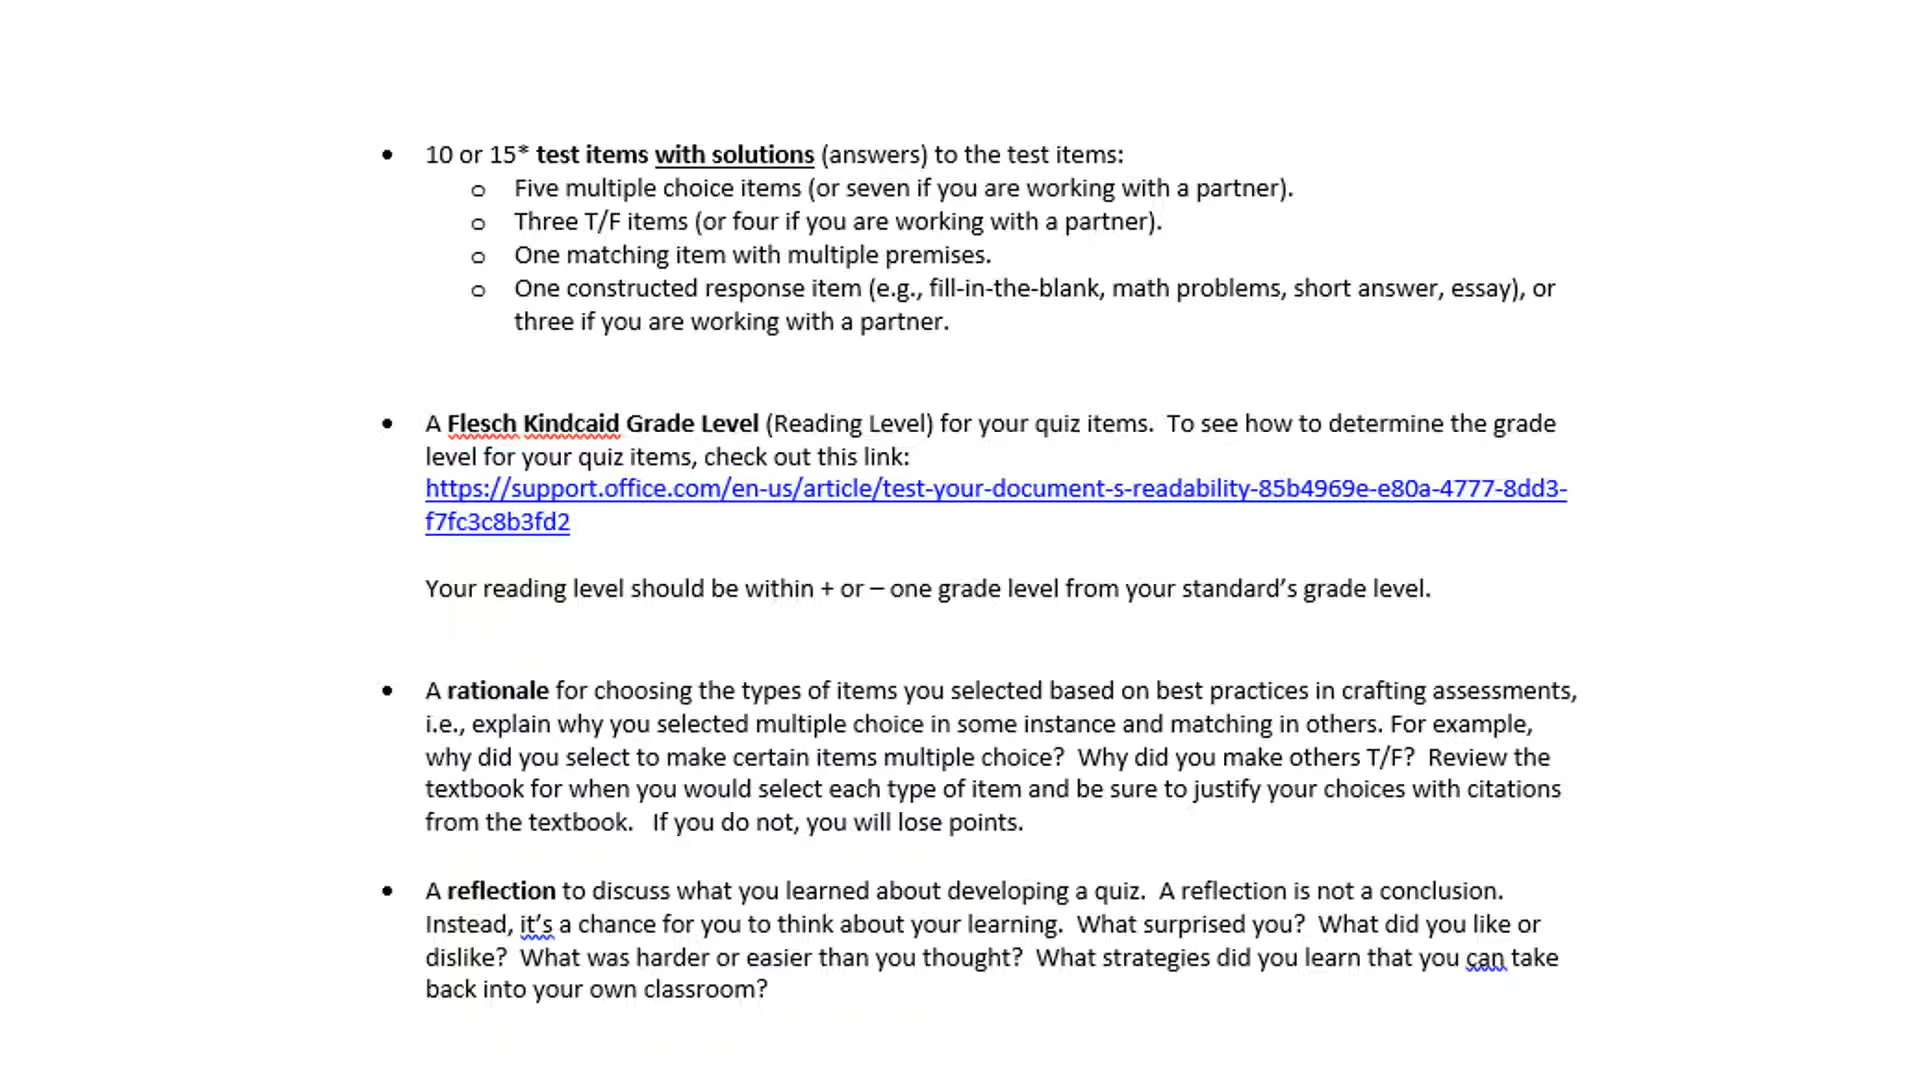 • 10 or 15* test items with solutions (answers) to the test items:
o Five multiple choice items (or seven if you are working with a partner).
o Three T/F items (or four if you are working with a partner).
o One matching item with multiple premises.
o One constructed response item (e.g., fill-in-the-blank, math problems, short answer, essay), or
three if you are working with a partner.
• A Flesch Kindcaid Grade Level (Reading Level) for your quiz items.  To see how to determine the grade
level for your quiz items, check out this link:
https://support.office.com/en-us/article/test-your-document-s-readability-85b4969e-e80a-4777-8dd3-
f7fc3c8b3fd2
Your reading level should be within + or – one grade level from your standard’s grade level.
• A rationale for choosing the types of items you selected based on best practices in crafting assessments,
i.e., explain why you selected multiple choice in some instance and matching in others. For example,
why did you select to make certain items multiple choice?  Why did you make others T/F?  Review the
textbook for when you would select each type of item and be sure to justify your choices with citations
from the textbook.   If you do not, you will lose points.
• A reflection to discuss what you learned about developing a quiz.  A reflection is not a conclusion.
Instead, it’s a chance for you to think about your learning.  What surprised you?  What did you like or
dislike?  What was harder or easier than you thought?  What strategies did you learn that you can take
back into your own classroom?